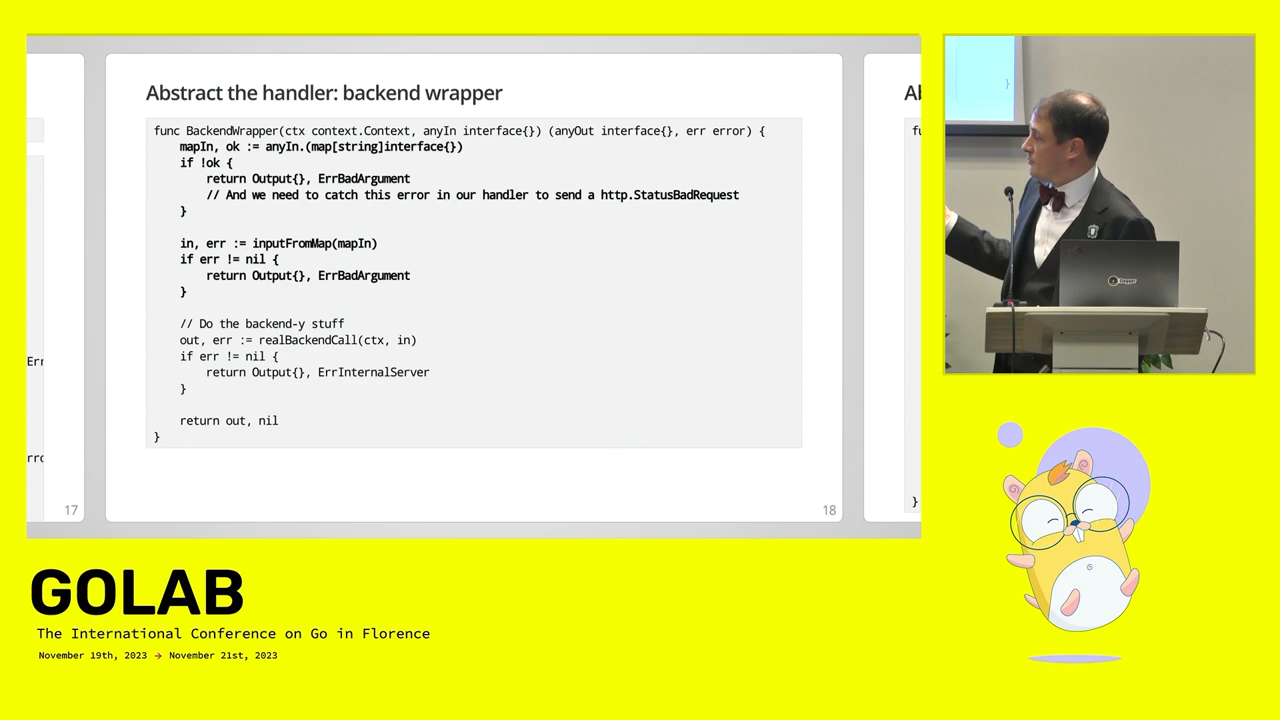 Abstract the handler: backend wrapper
func BackendWrapper(ctx context.Context, anyIn interface{}) (anyOut interface{}, err error) {
mapIn, ok := anyIn.(map[string]interface{})
if !ok {
return Output{}, ErrBadArgument
// And we need to catch this error in our handler to send a http.StatusBadRequest
}
in, err := inputFromMap(mapIn)
if err != nil {
return Output{}, ErrBadArgument
}
// Do the backend-y stuff
out, err := realBackendCall(ctx, in)
if err != nil {
return Output{}, ErrInternalServer
}
return out, nil
}
18
Err
rrc
17
Ab
fu
}
}
Dagger
GOLAB
The International Conference on Go in Florence
November 19th, 2023 → November 21st, 2023